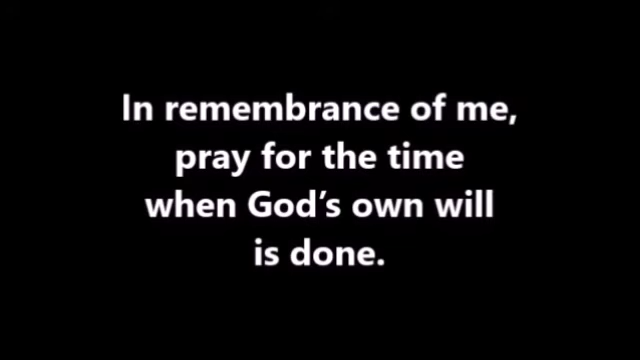 In remembrance of me,
pray for the time
when God’s own will
is done.